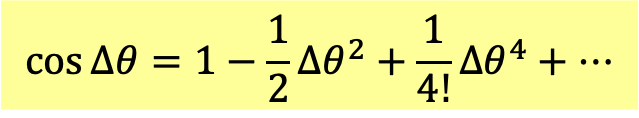 cos Δθ = 1 − 1/2 Δθ² + 1/4! Δθ⁴ + ⋯